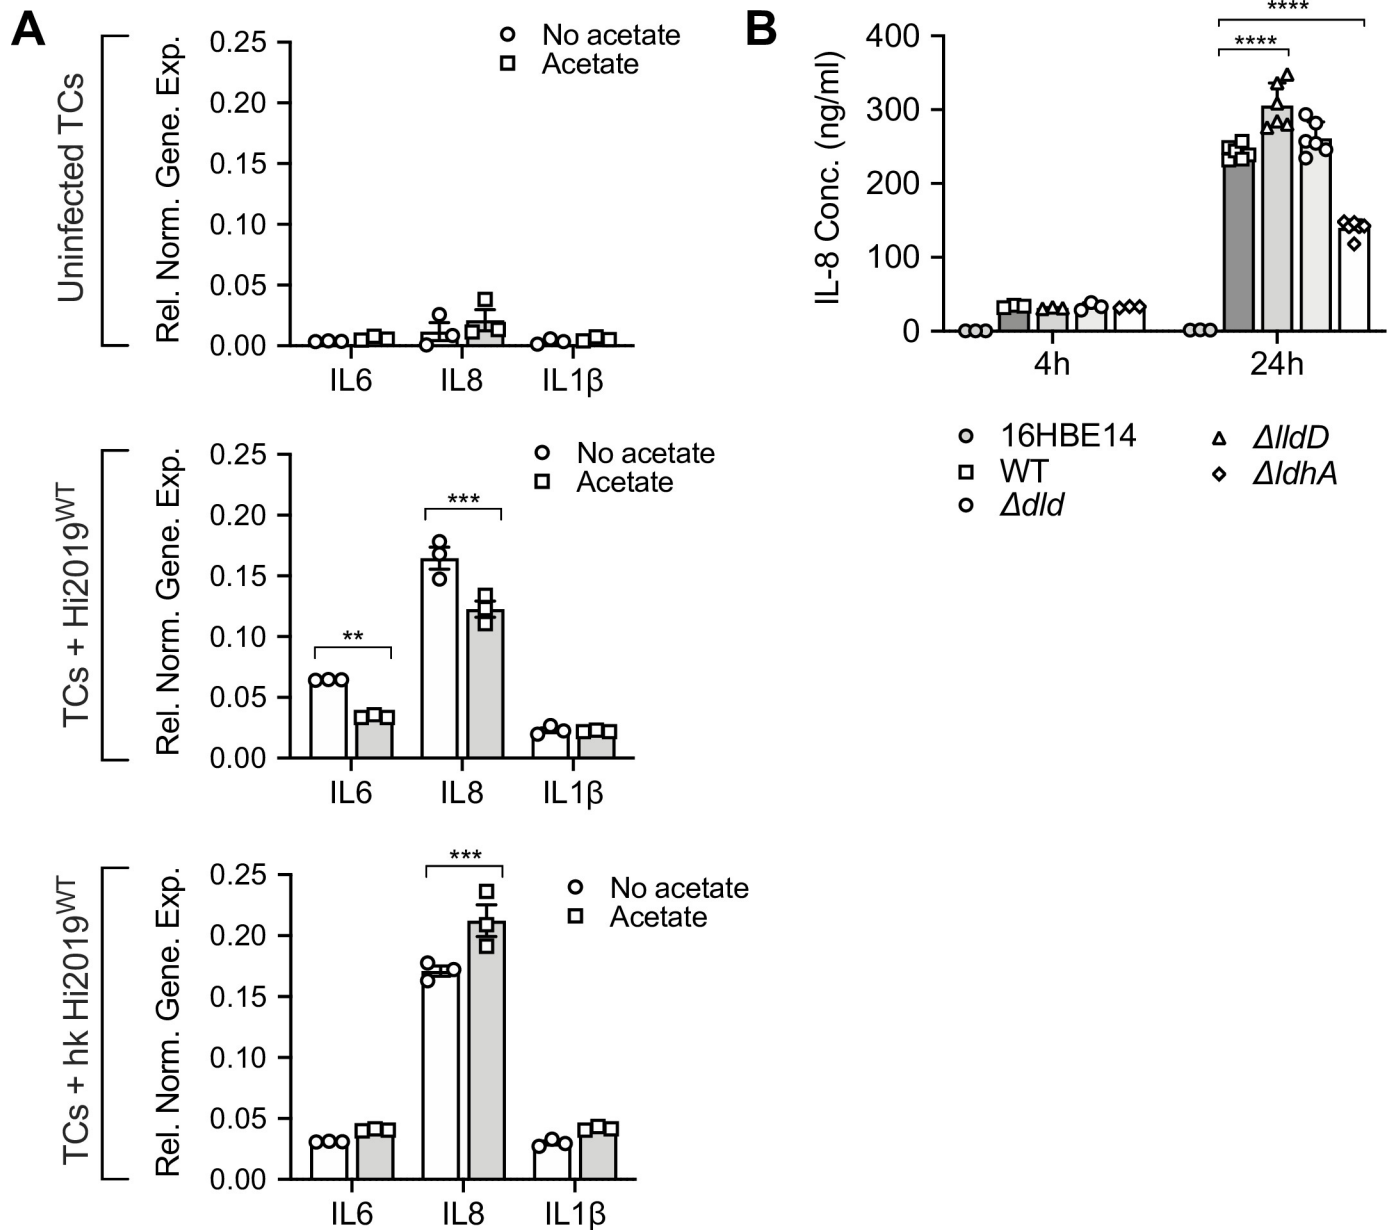 A
Uninfected TCs
Rel. Norm. Gene. Exp.
0.25
0.20
0.15
0.10
0.05
0.00
No acetate
Acetate
IL6 IL8 IL1β
TCs + Hi2019WT
Rel. Norm. Gene. Exp.
0.25
0.20
0.15
0.10
0.05
0.00
No acetate
Acetate
**
***
IL6 IL8 IL1β
TCs + hk Hi2019WT
Rel. Norm. Gene. Exp.
0.25
0.20
0.15
0.10
0.05
0.00
No acetate
Acetate
***
IL6 IL8 IL1β
B
IL-8 Conc. (ng/ml)
400
300
200
100
0
****
****
4h 24h
16HBE14
WT
Δdld
ΔlldD
ΔldhA